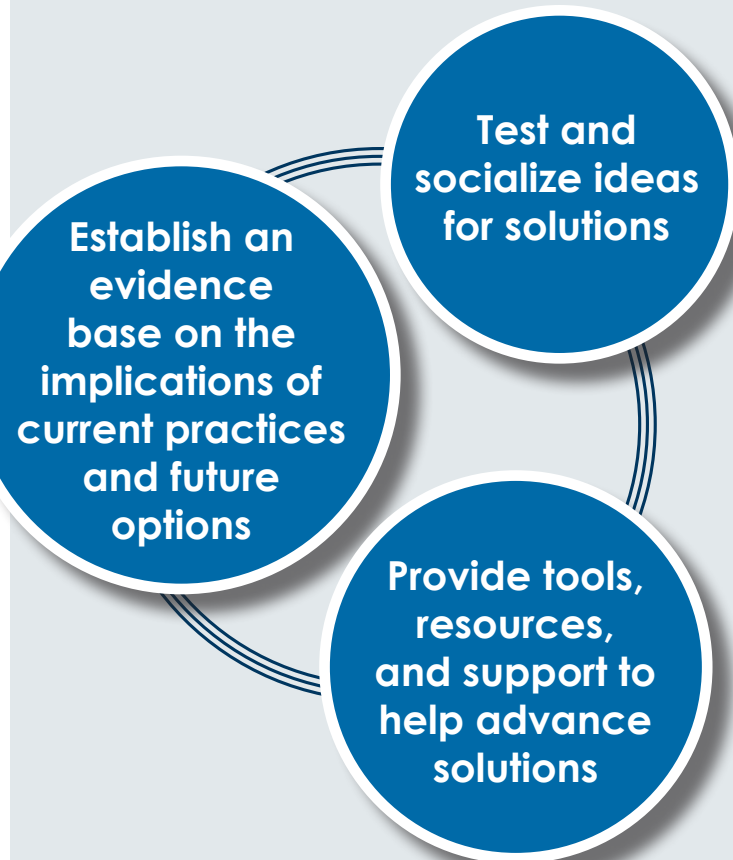 Test and
socialize ideas
for solutions
Establish an
evidence
base on the
implications of
current practices
and future
options
Provide tools,
resources,
and support to
help advance
solutions